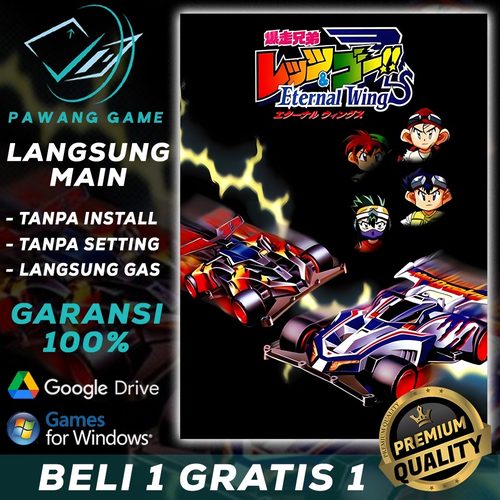 PAWANG GAME
LANGSUNG
MAIN
- TANPA INSTALL
- TANPA SETTING
- LANGSUNG GAS
GARANSI
100%
Google Drive
Games
for Windows®
爆走兄弟
レッツ&ゴー!!
Eternal WingS
エターナル ウィングス
PREMIUM QUALITY
PREMIUM
QUALITY
BELI 1 GRATIS 1